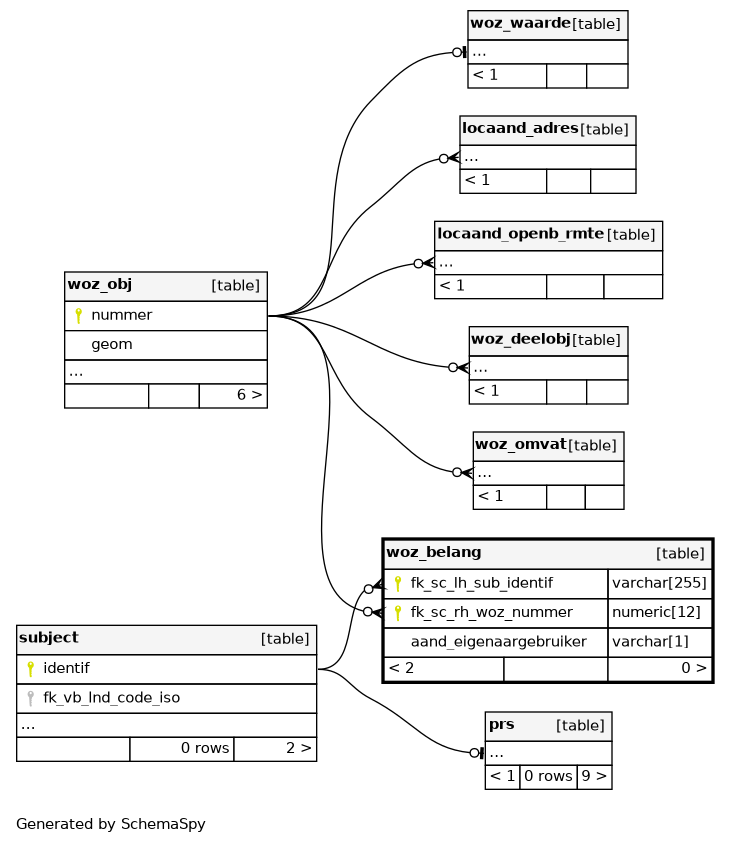 woz_waarde [table]
...
< 1
locaand_adres [table]
...
< 1
locaand_openb_rmte [table]
...
< 1
woz_obj [table]
nummer
geom
...
6 >
woz_deelobj [table]
...
< 1
woz_omvat [table]
...
< 1
woz_belang [table]
fk_sc_lh_sub_identif varchar[255]
fk_sc_rh_woz_nummer numeric[12]
aand_eigenaargebruiker varchar[1]
< 2 0 >
subject [table]
identif
fk_vb_lnd_code_iso
...
0 rows 2 >
prs [table]
...
< 1 0 rows 9 >
Generated by SchemaSpy